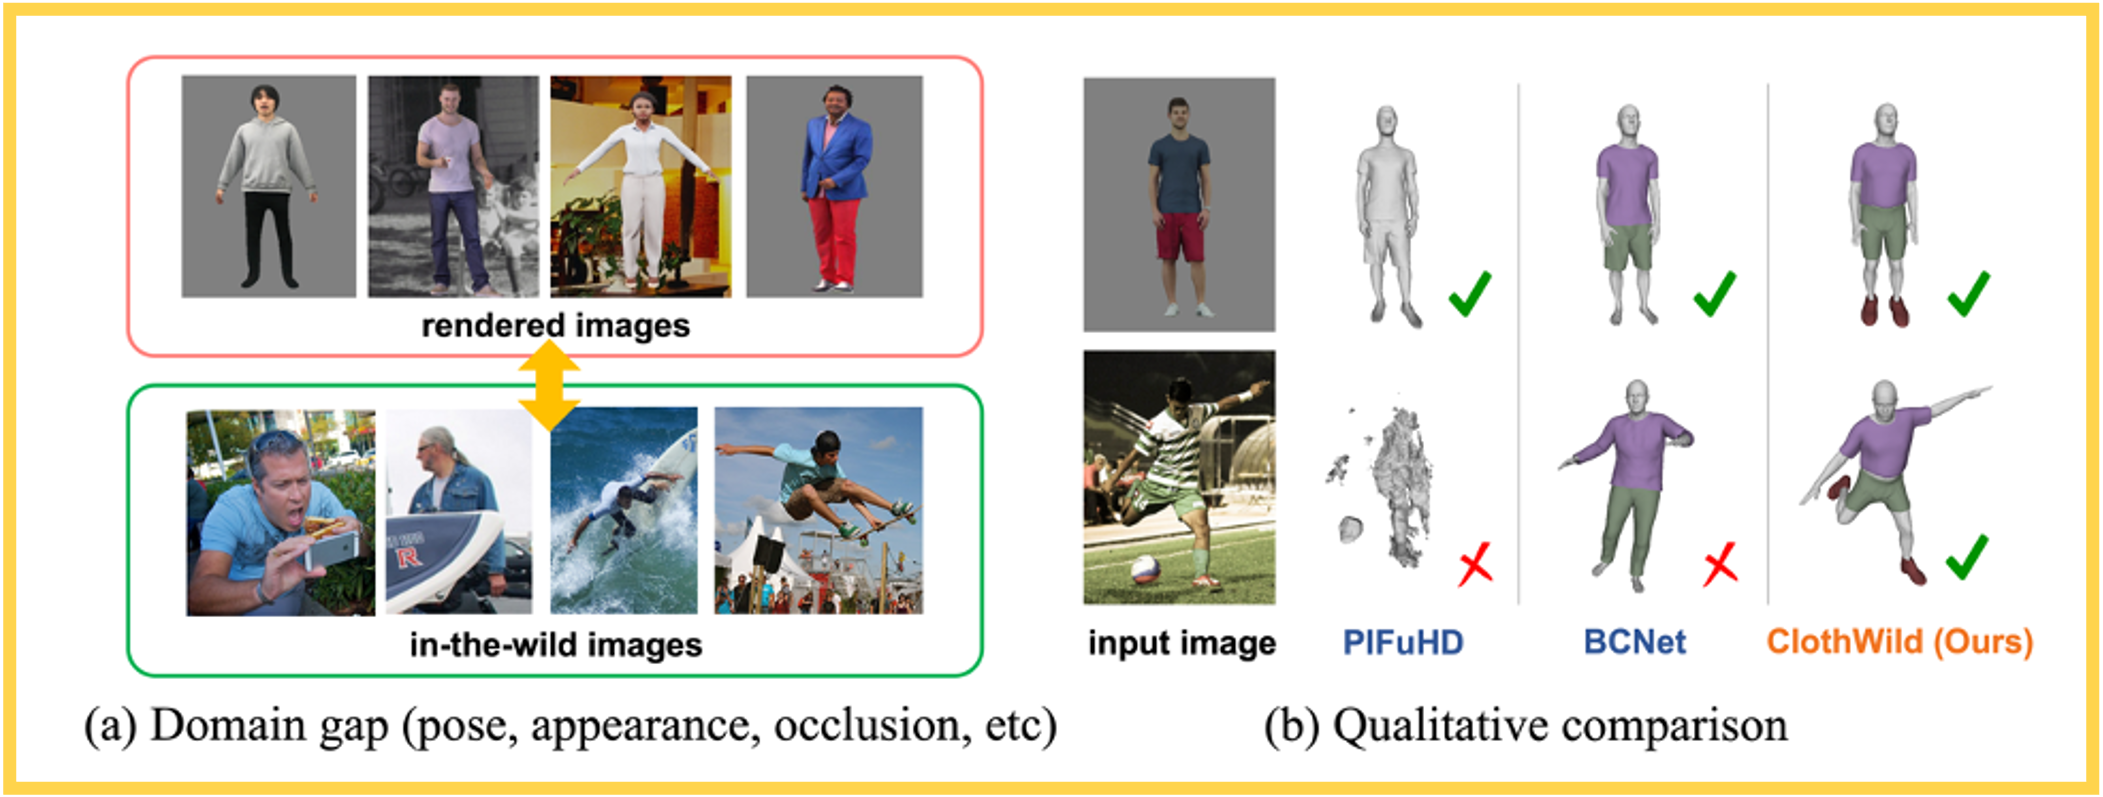 rendered images
R
in-the-wild images
(a) Domain gap (pose, appearance, occlusion, etc)
input image
PIFuHD
BCNet
ClothWild (Ours)
(b) Qualitative comparison